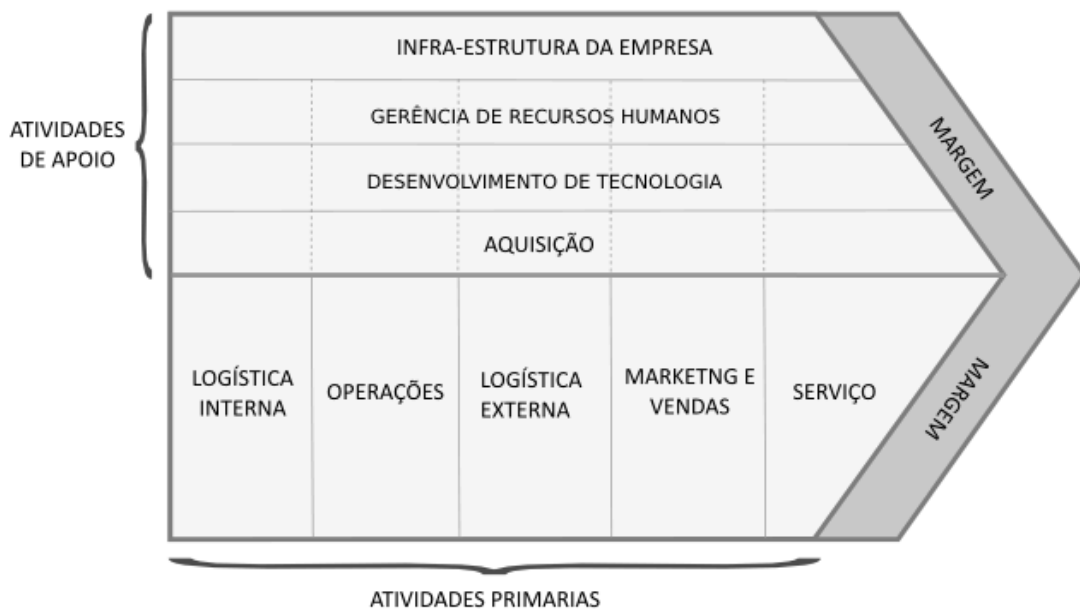 INFRA-ESTRUTURA DA EMPRESA
GERÊNCIA DE RECURSOS HUMANOS
DESENVOLVIMENTO DE TECNOLOGIA
AQUISIÇÃO
ATIVIDADES
DE APOIO
MARGEM
LOGÍSTICA
INTERNA
OPERAÇÕES
LOGÍSTICA
EXTERNA
MARKETNG E
VENDAS
SERVIÇO
MARGEM
ATIVIDADES PRIMARIAS